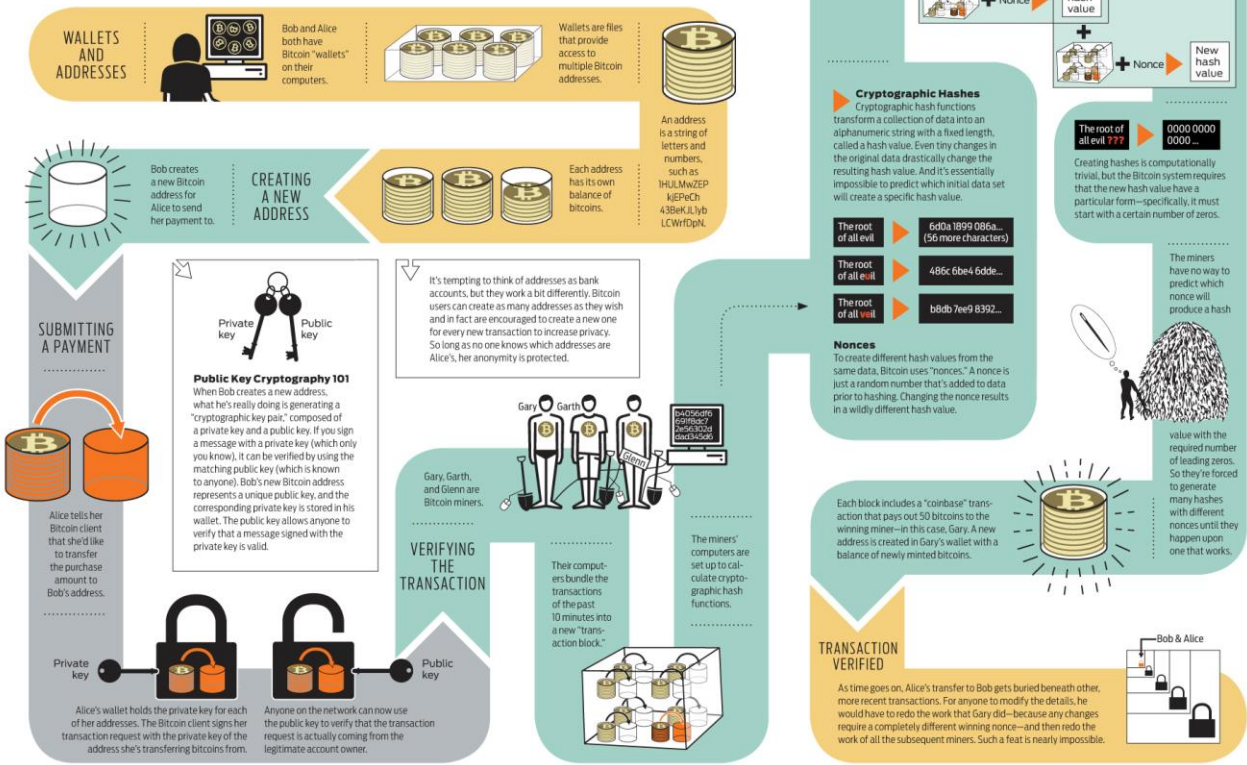 WALLETS
AND
ADDRESSES
Bob and Alice
both have
Bitcoin "wallets"
on their
computers.
Wallets are files
that provide
access to
multiple Bitcoin
addresses.
An address
is a string of
letters and
numbers,
such as
1HULMwZEP
kjEPeCh
43BeKJL1yb
LCWrfDpN.
Each address
has its own
balance of
bitcoins.
CREATING
A NEW
ADDRESS
Bob creates
a new Bitcoin
address for
Alice to send
her payment to.
SUBMITTING
A PAYMENT
Alice tells her
Bitcoin client
that she'd like
to transfer
the purchase
amount to
Bob's address.
Private
key
Public
key
Public Key Cryptography 101
When Bob creates a new address,
what he's really doing is generating a
"cryptographic key pair," composed of
a private key and a public key. If you sign
a message with a private key (which only
you know), it can be verified by using the
matching public key (which is known
to anyone). Bob's new Bitcoin address
represents a unique public key, and the
corresponding private key is stored in his
wallet. The public key allows anyone to
verify that a message signed with the
private key is valid.
It's tempting to think of addresses as bank
accounts, but they work a bit differently. Bitcoin
users can create as many addresses as they wish
and in fact are encouraged to create a new one
for every new transaction to increase privacy.
So long as no one knows which addresses are
Alice's, her anonymity is protected.
Private
key
Public
key
Alice's wallet holds the private key for each
of her addresses. The Bitcoin client signs her
transaction request with the private key of the
address she's transferring bitcoins from.
Anyone on the network can now use
the public key to verify that the transaction
request is actually coming from the
legitimate account owner.
VERIFYING
THE
TRANSACTION
Gary, Garth,
and Glenn are
Bitcoin miners.
Gary
Garth
Glenn
b4056df6
691f8dc7
2e56302d
dad345d6
Their comput-
ers bundle the
transactions
of the past
10 minutes into
a new "trans-
action block."
The miners'
computers are
set up to cal-
culate crypto-
graphic hash
functions.
Cryptographic Hashes
Cryptographic hash functions
transform a collection of data into an
alphanumeric string with a fixed length,
called a hash value. Even tiny changes in
the original data drastically change the
resulting hash value. And it's essentially
impossible to predict which initial data set
will create a specific hash value.
The root
of all evil
6d0a 1899 086a...
(56 more characters)
The root
of all euil
486c 6be4 6dde...
The root
of all veil
b8db 7ee9 8392...
Nonces
To create different hash values from the
same data, Bitcoin uses "nonces." A nonce is
just a random number that's added to data
prior to hashing. Changing the nonce results
in a wildly different hash value.
+ Nonce
hash
value
+
+ Nonce
New
hash
value
The root of
all evil ???
0000 0000
0000 ...
Creating hashes is computationally
trivial, but the Bitcoin system requires
that the new hash value have a
particular form—specifically, it must
start with a certain number of zeros.
The miners
have no way to
predict which
nonce will
produce a hash
value with the
required number
of leading zeros.
So they're forced
to generate
many hashes
with different
nonces until they
happen upon
one that works.
Each block includes a "coinbase" trans-
action that pays out 50 bitcoins to the
winning miner—in this case, Gary. A new
address is created in Gary's wallet with a
balance of newly minted bitcoins.
TRANSACTION
VERIFIED
As time goes on, Alice's transfer to Bob gets buried beneath other,
more recent transactions. For anyone to modify the details, he
would have to redo the work that Gary did—because any changes
require a completely different winning nonce—and then redo the
work of all the subsequent miners. Such a feat is nearly impossible.
Bob & Alice